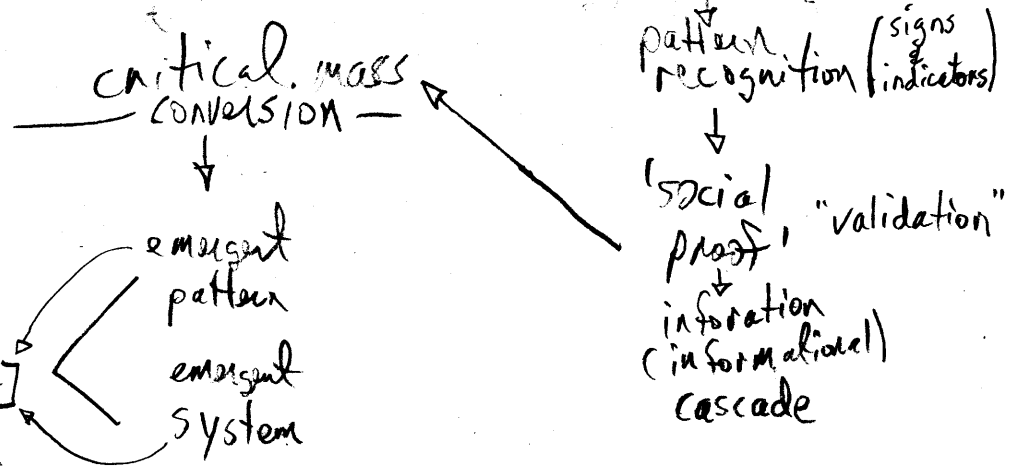 critical mass
conversion
emergent
pattern
emergent
system
pattern
recognition (signs & indicators)
'social
proof'
"validation"
inforation
(informational)
cascade